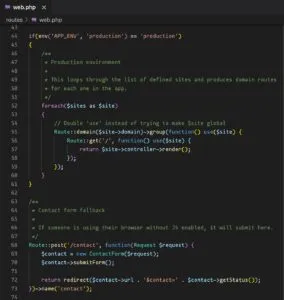 web.php ×
routes > web.php
43
44 if(env('APP_ENV', 'production') == 'production')
45 {
46 /**
47 * Production environment
48 *
49 * This loops through the list of defined sites and produces domain routes
50 * for each one in the app.
51 */
52 foreach($sites as $site)
53 {
54 // Double 'use' instead of trying to make $site global
55 Route::domain($site->domain)->group(function() use($site) {
56 Route::get('/', function() use($site) {
57 return $site->controller->render();
58 });
59 });
60 }
61 }
62
63 /**
64 * Contact form fallback
65 *
66 * If someone is using their browser without JS enabled, it will submit here.
67 */
68 Route::post('/contact', function(Request $request) {
69 $contact = new ContactForm($request);
70 $contact->submitForm();
71
72 return redirect($contact->url . '$contact=' . $contact->getStatus());
73 })->name('contact');